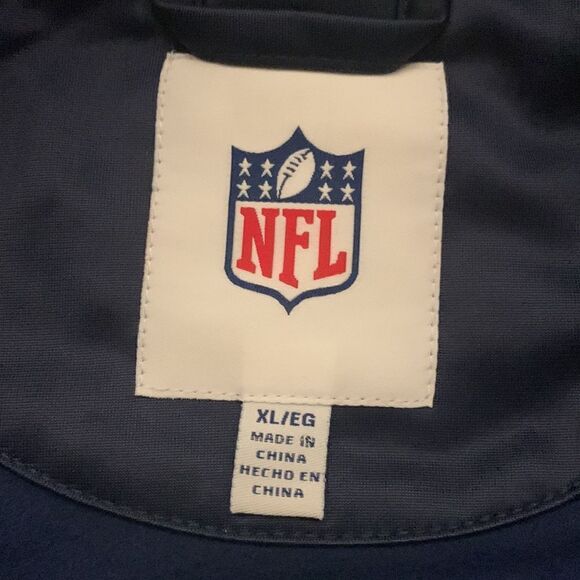 NFL
XL/EG
MADE IN
CHINA
HECHO EN
CHINA